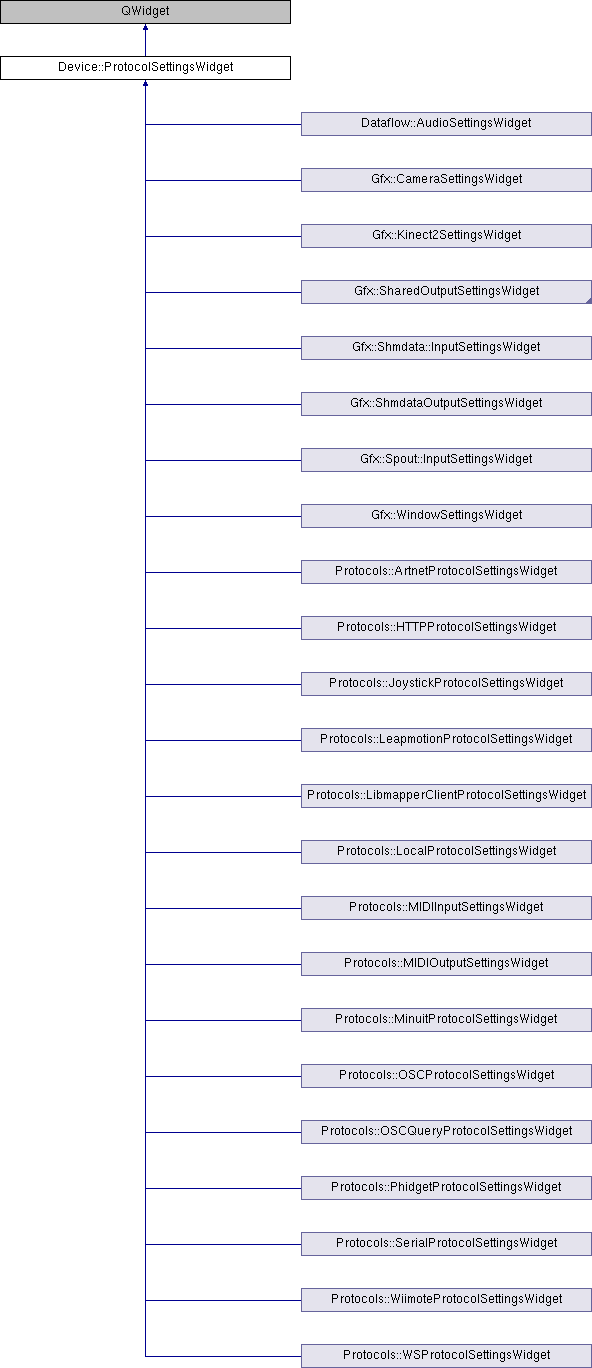 QWidget
Device::ProtocolSettingsWidget
Dataflow::AudioSettingsWidget
Gfx::CameraSettingsWidget
Gfx::Kinect2SettingsWidget
Gfx::SharedOutputSettingsWidget
Gfx::Shmdata::InputSettingsWidget
Gfx::ShmdataOutputSettingsWidget
Gfx::Spout::InputSettingsWidget
Gfx::WindowSettingsWidget
Protocols::ArtnetProtocolSettingsWidget
Protocols::HTTPProtocolSettingsWidget
Protocols::JoystickProtocolSettingsWidget
Protocols::LeapmotionProtocolSettingsWidget
Protocols::LibmapperClientProtocolSettingsWidget
Protocols::LocalProtocolSettingsWidget
Protocols::MIDIInputSettingsWidget
Protocols::MIDIOutputSettingsWidget
Protocols::MinuitProtocolSettingsWidget
Protocols::OSCProtocolSettingsWidget
Protocols::OSCQueryProtocolSettingsWidget
Protocols::PhidgetProtocolSettingsWidget
Protocols::SerialProtocolSettingsWidget
Protocols::WiimoteProtocolSettingsWidget
Protocols::WSProtocolSettingsWidget